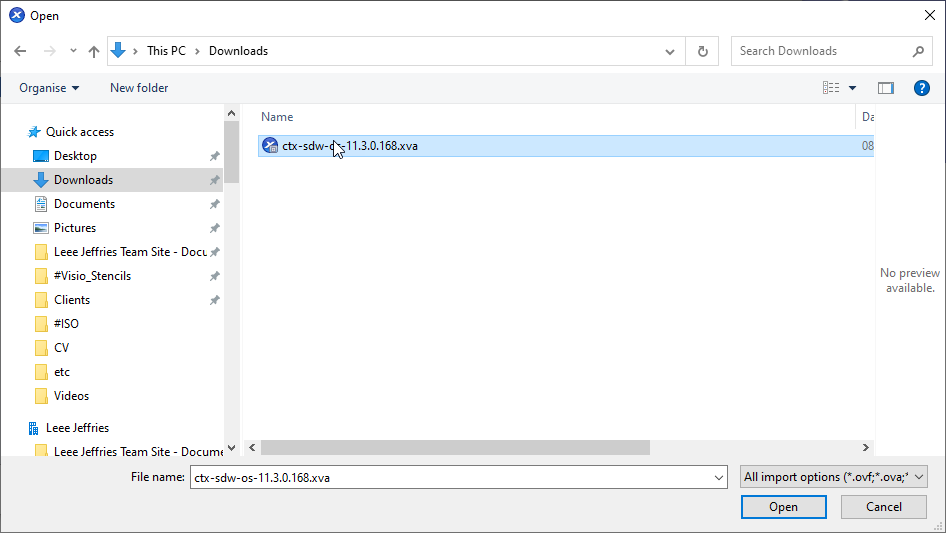 Open
This PC
Downloads
Search Downloads
Organise
New folder
?
Name
Da
Quick access
Desktop
Downloads
Documents
Pictures
Leee Jeffries Team Site - Docu
#Visio_Stencils
Clients
#ISO
CV
etc
Videos
Leee Jeffries
Leee Jeffries Team Site - Docume
ctx-sdw-os-11.3.0.168.xva
08
No preview
available.
File name:
ctx-sdw-os-11.3.0.168.xva
All import options (*.ovf;*.ova;*
Open
Cancel